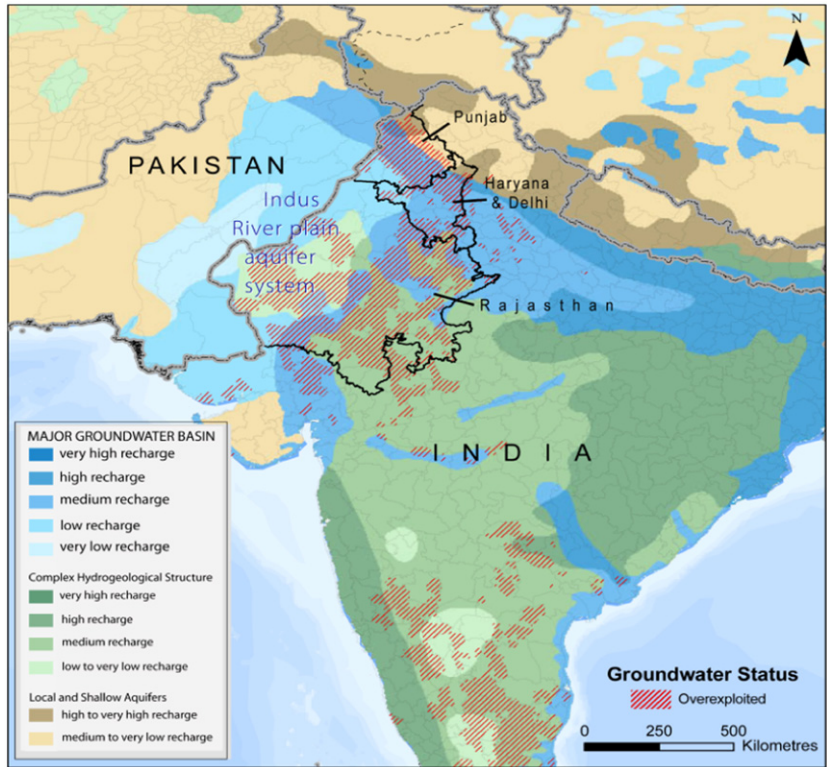 N
Punjab
PAKISTAN
Haryana
& Delhi
Indus
River plain
aquifer
system
Rajasthan
INDIA
MAJOR GROUNDWATER BASIN
very high recharge
high recharge
medium recharge
low recharge
very low recharge
Complex Hydrogeological Structure
very high recharge
high recharge
medium recharge
low to very low recharge
Local and Shallow Aquifers
high to very high recharge
medium to very low recharge
Groundwater Status
Overexploited
0 250 500
Kilometres